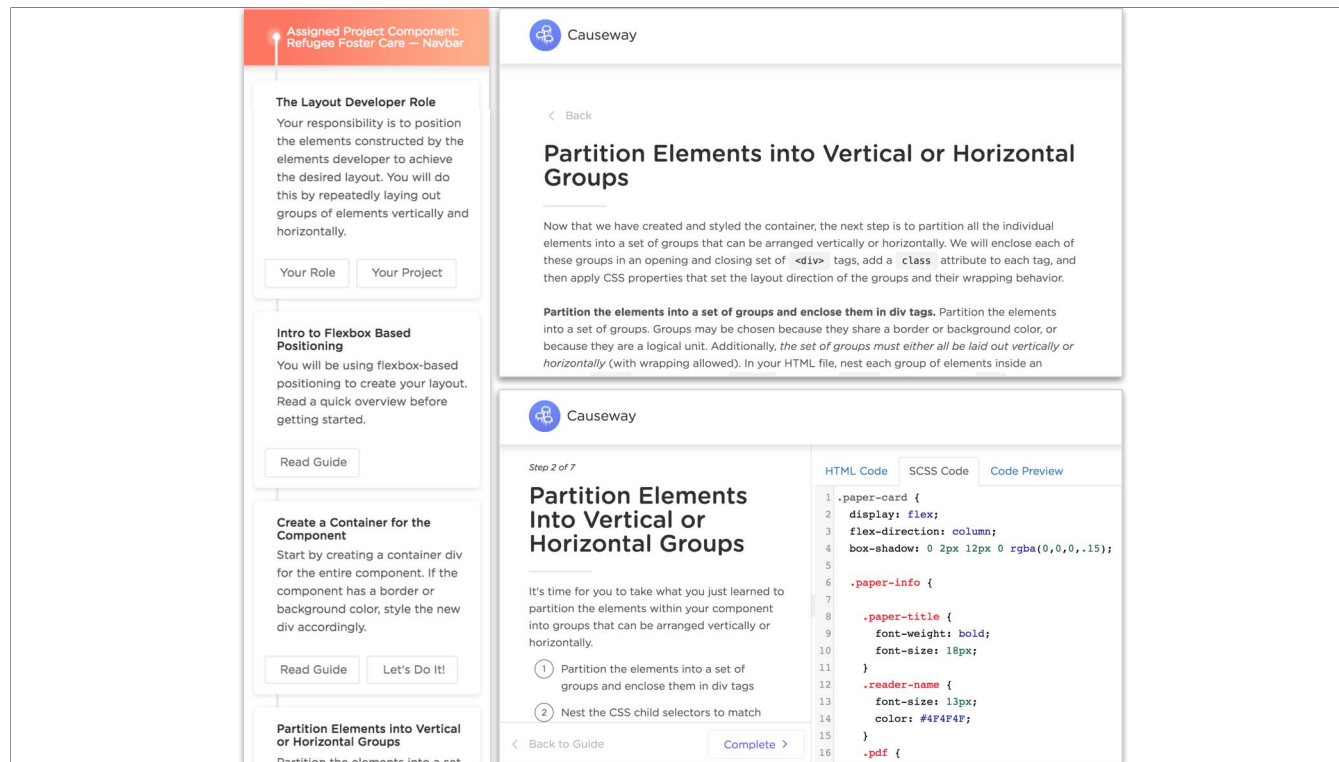 Assigned Project Component:
Refugee Foster Care — Navbar
The Layout Developer Role
Your responsibility is to position
the elements constructed by the
elements developer to achieve
the desired layout. You will do
this by repeatedly laying out
groups of elements vertically and
horizontally.
Your Role
Your Project
Intro to Flexbox Based
Positioning
You will be using flexbox-based
positioning to create your layout.
Read a quick overview before
getting started.
Read Guide
Create a Container for the
Component
Start by creating a container div
for the entire component. If the
component has a border or
background color, style the new
div accordingly.
Read Guide
Let's Do It!
Partition Elements into Vertical
or Horizontal Groups
Partition the elements into a set
Causeway
< Back
Partition Elements into Vertical or Horizontal
Groups
Now that we have created and styled the container, the next step is to partition all the individual
elements into a set of groups that can be arranged vertically or horizontally. We will enclose each of
these groups in an opening and closing set of <div> tags, add a class attribute to each tag, and
then apply CSS properties that set the layout direction of the groups and their wrapping behavior.
Partition the elements into a set of groups and enclose them in div tags. Partition the elements
into a set of groups. Groups may be chosen because they share a border or background color, or
because they are a logical unit. Additionally, the set of groups must either all be laid out vertically or
horizontally (with wrapping allowed). In your HTML file, nest each group of elements inside an
Causeway
Step 2 of 7
Partition Elements
Into Vertical or
Horizontal Groups
It's time for you to take what you just learned to
partition the elements within your component
into groups that can be arranged vertically or
horizontally.
1 Partition the elements into a set of
groups and enclose them in div tags
2 Nest the CSS child selectors to match
< Back to Guide
Complete >
HTML Code
SCSS Code
Code Preview
1 .paper-card {
2 display: flex;
3 flex-direction: column;
4 box-shadow: 0 2px 12px 0 rgba(0,0,0,.15);
5
6 .paper-info {
7
8 .paper-title {
9 font-weight: bold;
10 font-size: 18px;
11 }
12 .reader-name {
13 font-size: 13px;
14 color: #4F4F4F;
15 }
16 .pdf {